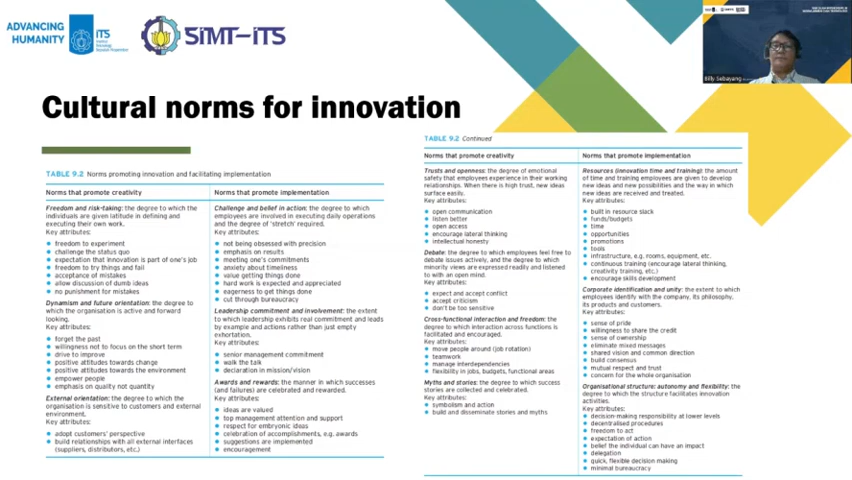 ADVANCING
HUMANITY
ITS
Institut
Teknologi
Sepuluh Nopember
SiMT-iTS
Billy Sebayang
Cultural norms for innovation
TABLE 9.2 Norms promoting innovation and facilitating implementation
Norms that promote creativity
Norms that promote implementation
Freedom and risk-taking: the degree to which the
individuals are given latitude in defining and
executing their own work.
Key attributes:
freedom to experiment
challenge the status quo
expectation that innovation is part of one's job
freedom to try things and fail
acceptance of mistakes
allow discussion of dumb ideas
no punishment for mistakes
Dynamism and future orientation: the degree to
which the organisation is active and forward
looking.
Key attributes:
forget the past
willingness not to focus on the short term
drive to improve
positive attitudes towards change
positive attitudes towards the environment
empower people
emphasis on quality not quantity
External orientation: the degree to which the
organisation is sensitive to customers and external
environment.
Key attributes:
adopt customers' perspective
build relationships with all external interfaces
(suppliers, distributors, etc.)
Challenge and belief in action: the degree to which
employees are involved in executing daily operations
and the degree of 'stretch' required.
Key attributes:
not being obsessed with precision
emphasis on results
meeting one's commitments
anxiety about timeliness
value getting things done
hard work is expected and appreciated
eagerness to get things done
cut through bureaucracy
Leadership commitment and involvement: the extent
to which leadership exhibits real commitment and leads
by example and actions rather than just empty
exhortation.
Key attributes:
senior management commitment
walk the talk
declaration in mission/vision
Awards and rewards: the manner in which successes
(and failures) are celebrated and rewarded.
Key attributes:
ideas are valued
top management attention and support
respect for embryonic ideas
celebration of accomplishments, e.g. awards
suggestions are implemented
encouragement
TABLE 9.2 Continued
Norms that promote creativity
Norms that promote implementation
Trusts and openness: the degree of emotional
safety that employees experience in their working
relationships. When there is high trust, new ideas
surface easily.
Key attributes:
open communication
listen better
open access
encourage lateral thinking
intellectual honesty
Debate: the degree to which employees feel free to
debate issues actively, and the degree to which
minority views are expressed readily and listened
to with an open mind.
Key attributes:
expect and accept conflict
accept criticism
don't be too sensitive
Cross-functional interaction and freedom: the
degree to which interaction across functions is
facilitated and encouraged.
Key attributes:
move people around (job rotation)
teamwork
manage interdependencies
flexibility in jobs, budgets, functional areas
Myths and stories: the degree to which success
stories are collected and celebrated.
Key attributes:
symbolism and action
build and disseminate stories and myths
Resources (innovation time and training): the amount
of time and training employees are given to develop
new ideas and new possibilities and the way in which
new ideas are received and treated.
Key attributes:
built in resource slack
funds/budgets
time
opportunities
promotions
tools
infrastructure, e.g. rooms, equipment, etc.
continuous training (encourage lateral thinking,
creativity training, etc.)
encourage skills development
Corporate identification and unity: the extent to which
employees identify with the company, its philosophy,
its products and customers.
Key attributes:
sense of pride
willingness to share the credit
sense of ownership
eliminate mixed messages
shared vision and common direction
build consensus
mutual respect and trust
concern for the whole organisation
Organisational structure: autonomy and flexibility: the
degree to which the structure facilitates innovation
activities.
Key attributes:
decision-making responsibility at lower levels
decentralised procedures
freedom to act
expectation of action
belief the individual can have an impact
delegation
quick, flexible decision making
minimal bureaucracy